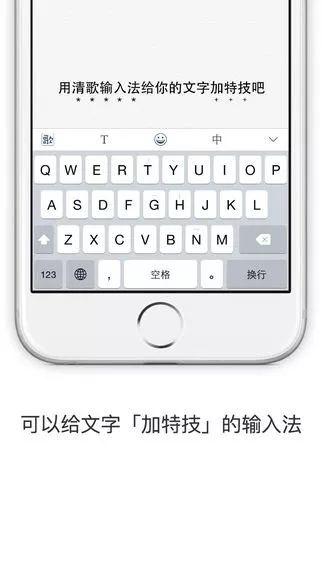 用清歌输入法给你的文字加特技吧
* * * * * + + +
歌 T 中
Q W E R T Y U I O P
A S D F G H J K L
Z X C V B N M
123 , 空格 。 换行
可以给文字「加特技」的输入法